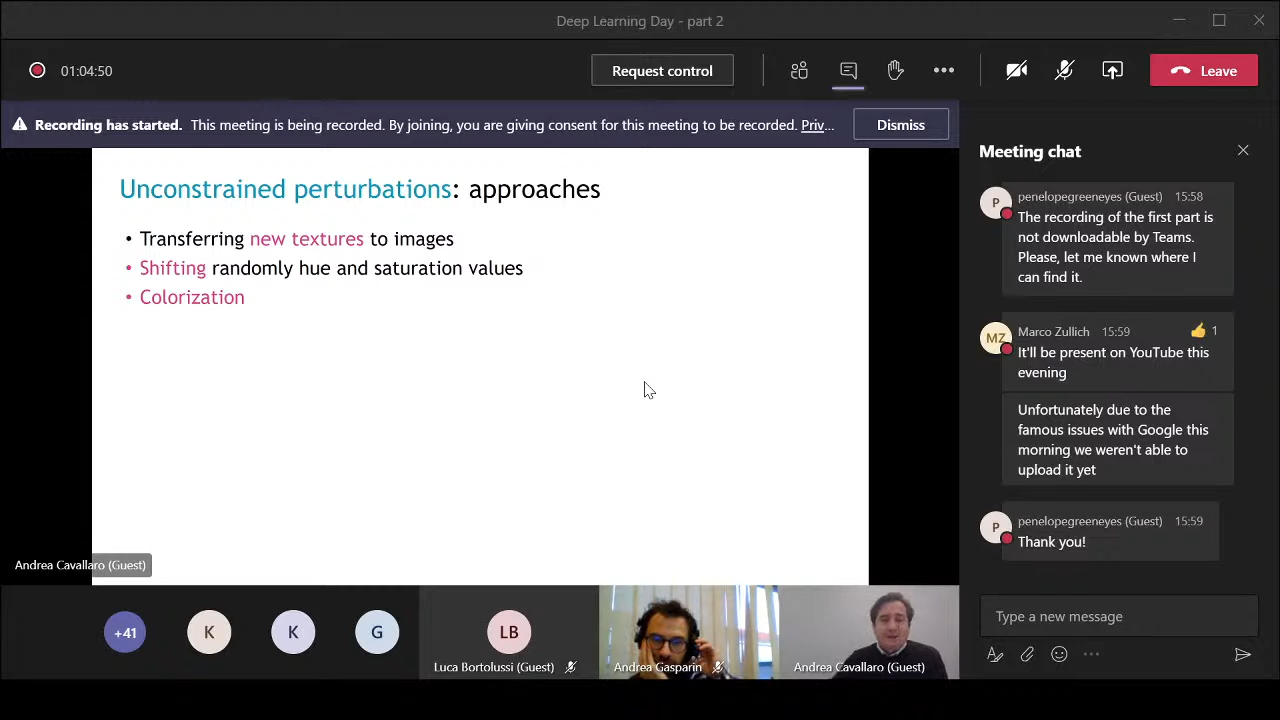 Deep Learning Day - part 2
01:04:50
Request control
Leave
Recording has started. This meeting is being recorded. By joining, you are giving consent for this meeting to be recorded. Priv...
Dismiss
Unconstrained perturbations: approaches
• Transferring new textures to images
• Shifting randomly hue and saturation values
• Colorization
Andrea Cavallaro (Guest)
+41
K
K
G
LB
Luca Bortolussi (Guest)
Andrea Gasparin
Andrea Cavallaro (Guest)
Meeting chat
P
penelopegreeneyes (Guest) 15:58
The recording of the first part is
not downloadable by Teams.
Please, let me known where I
can find it.
MZ
Marco Zullich 15:59
👍 1
It'll be present on YouTube this
evening
Unfortunately due to the
famous issues with Google this
morning we weren't able to
upload it yet
P
penelopegreeneyes (Guest) 15:59
Thank you!
Type a new message